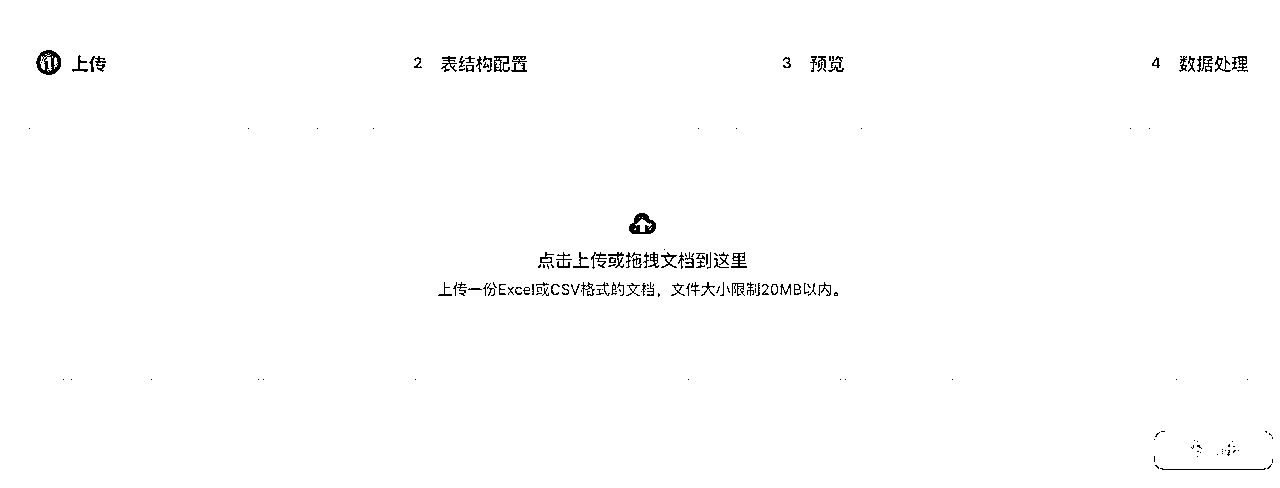 1 上传
2 表结构配置
3 预览
4 数据处理
点击上传或拖拽文档到这里
上传一份Excel或CSV格式的文档，文件大小限制20MB以内。